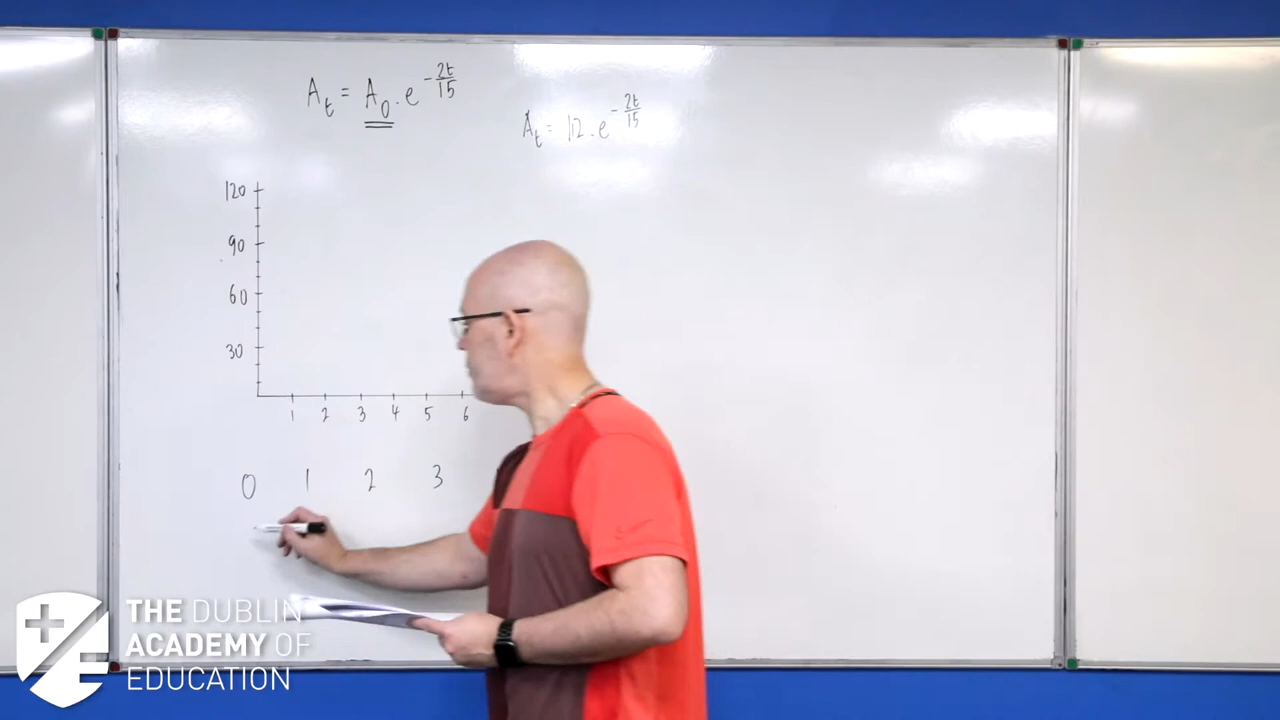 A_t = A_0 . e^{-2t/15}
A_t = 12 . e^{-2t/15}
120
90
60
30
1 2 3 4 5 6
0 1 2 3
THE DUBLIN
ACADEMY OF
EDUCATION